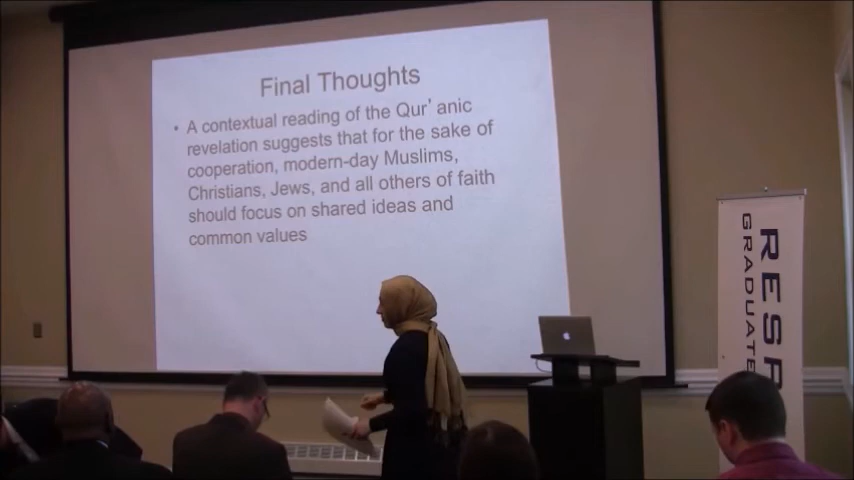 Final Thoughts
• A contextual reading of the Qur'anic
revelation suggests that for the sake of
cooperation, modern-day Muslims,
Christians, Jews, and all others of faith
should focus on shared ideas and
common values
GRADUATE
RESP